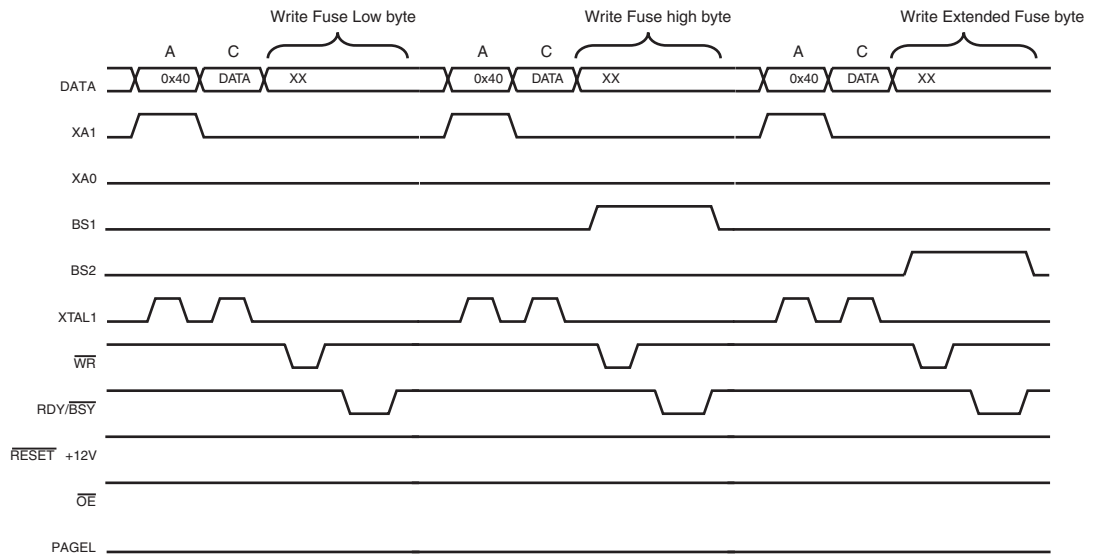 Write Fuse Low byte Write Fuse high byte Write Extended Fuse byte
A C A C A C
DATA 0x40 DATA XX 0x40 DATA XX 0x40 DATA XX
XA1
XA0
BS1
BS2
XTAL1
WR
RDY/BSY
RESET +12V
OE
PAGEL